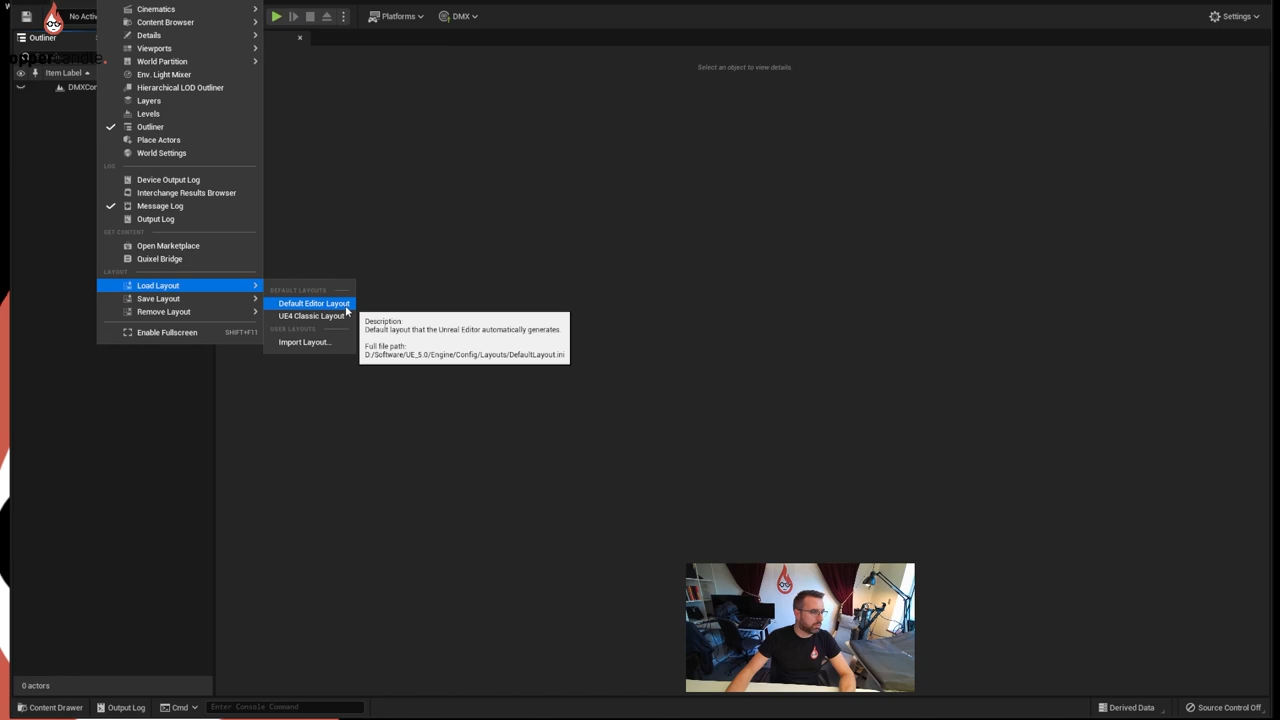 No Activ
Platforms
DMX
Settings
Outliner
opper
Item Label
DMXCon
Select an object to view details.
Cinematics
Content Browser
Details
Viewports
World Partition
Env. Light Mixer
Hierarchical LOD Outliner
Layers
Levels
Outliner
Place Actors
World Settings
LOG
Device Output Log
Interchange Results Browser
Message Log
Output Log
GET CONTENT
Open Marketplace
Quixel Bridge
LAYOUT
Load Layout
Save Layout
Remove Layout
Enable Fullscreen SHIFT+F11
DEFAULT LAYOUTS
Default Editor Layout
UE4 Classic Layout
USER LAYOUTS
Import Layout...
Description:
Default layout that the Unreal Editor automatically generates.
Full file path:
D:/Software/UE_5.0/Engine/Config/Layouts/DefaultLayout.ini
0 actors
Content Drawer
Output Log
Cmd
Enter Console Command
Derived Data
Source Control Off